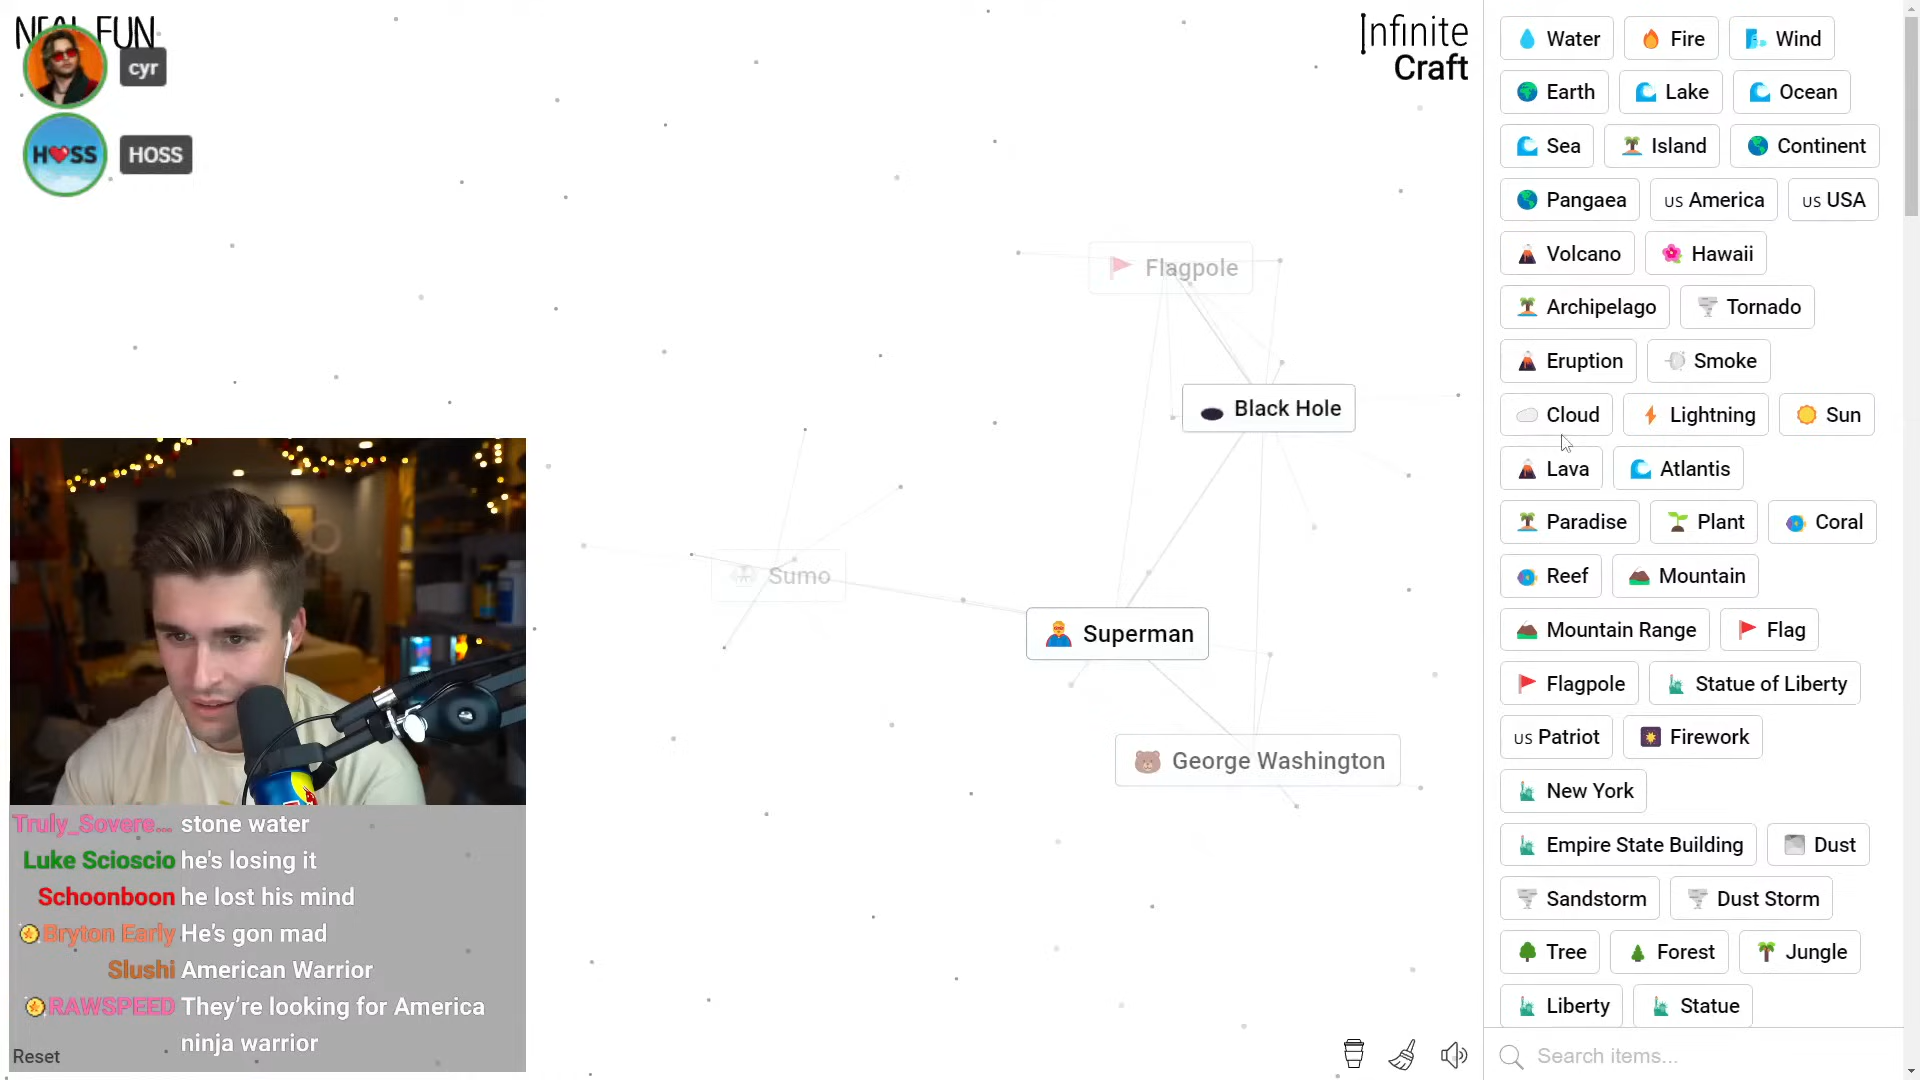 NEAL.FUN
cyr
H❤SS HOSS
Infinite
Craft
Flagpole
Black Hole
Sumo
Superman
George Washington
Truly_Sovere... stone water
Luke Scioscio he's losing it
Schoonboon he lost his mind
Bryton Early He's gon mad
Slushi American Warrior
RAWSPEED They're looking for America
ninja warrior
Reset
Water Fire Wind
Earth Lake Ocean
Sea Island Continent
Pangaea US America US USA
Volcano Hawaii
Archipelago Tornado
Eruption Smoke
Cloud Lightning Sun
Lava Atlantis
Paradise Plant Coral
Reef Mountain
Mountain Range Flag
Flagpole Statue of Liberty
US Patriot Firework
New York
Empire State Building Dust
Sandstorm Dust Storm
Tree Forest Jungle
Liberty Statue
Search items...